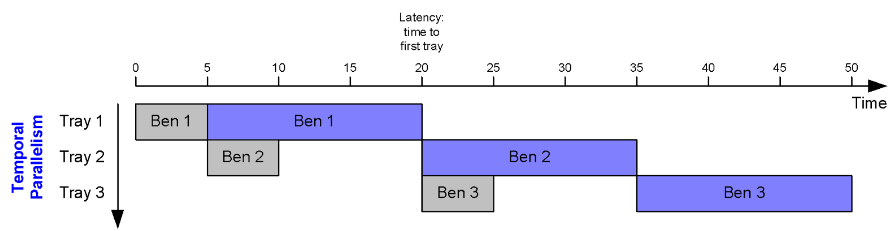 Latency:
time to
first tray
0 5 10 15 20 25 30 35 40 45 50
Time
Temporal
Parallelism
Tray 1 Ben 1 Ben 1
Tray 2 Ben 2 Ben 2
Tray 3 Ben 3 Ben 3